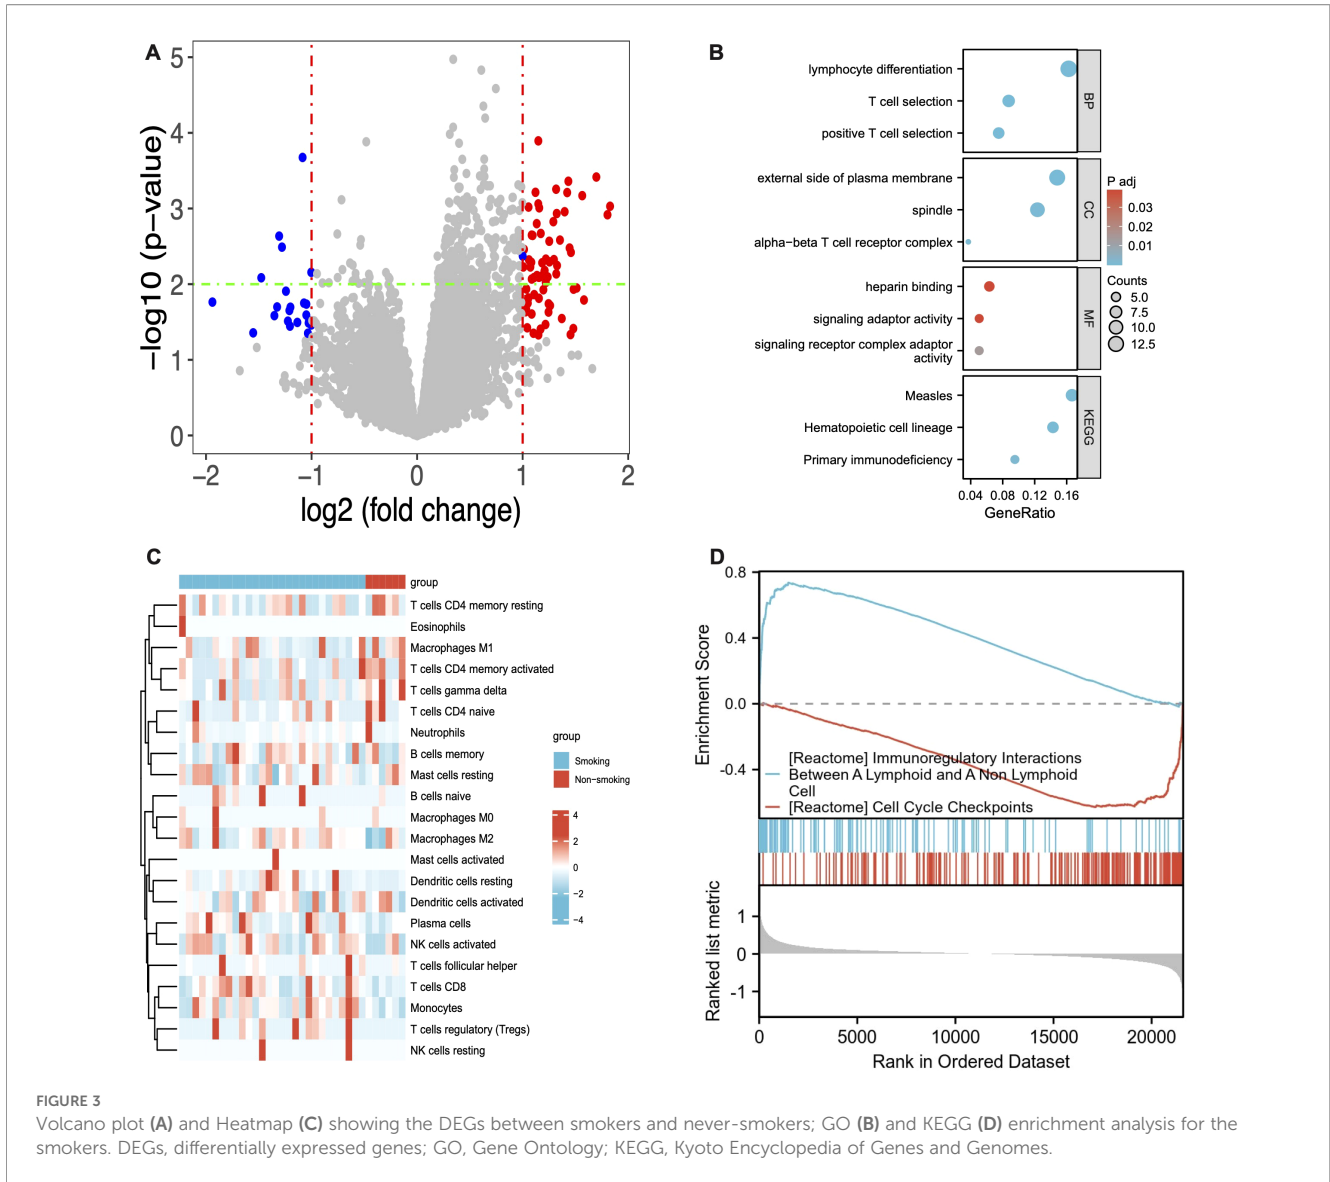 A
5
4
3
2
1
0
−log10 (p−value)
−2
−1
0
1
2
log2 (fold change)
B
lymphocyte differentiation
T cell selection
positive T cell selection
BP
external side of plasma membrane
spindle
alpha−beta T cell receptor complex
CC
heparin binding
signaling adaptor activity
signaling receptor complex adaptor
activity
MF
Measles
Hematopoietic cell lineage
Primary immunodeficiency
KEGG
0.04 0.08 0.12 0.16
GeneRatio
P adj
0.03
0.02
0.01
Counts
5.0
7.5
10.0
12.5
C
group
T cells CD4 memory resting
Eosinophils
Macrophages M1
T cells CD4 memory activated
T cells gamma delta
T cells CD4 naive
Neutrophils
B cells memory
Mast cells resting
B cells naive
Macrophages M0
Macrophages M2
Mast cells activated
Dendritic cells resting
Dendritic cells activated
Plasma cells
NK cells activated
T cells follicular helper
T cells CD8
Monocytes
T cells regulatory (Tregs)
NK cells resting
group
Smoking
Non−smoking
4
2
0
−2
−4
D
0.8
0.4
0.0
-0.4
Enrichment Score
[Reactome] Immunoregulatory Interactions
Between A Lymphoid and A Non Lymphoid
Cell
[Reactome] Cell Cycle Checkpoints
1
0
-1
Ranked list metric
0
5000
10000
15000
20000
Rank in Ordered Dataset
FIGURE 3
Volcano plot (A) and Heatmap (C) showing the DEGs between smokers and never-smokers; GO (B) and KEGG (D) enrichment analysis for the
smokers. DEGs, differentially expressed genes; GO, Gene Ontology; KEGG, Kyoto Encyclopedia of Genes and Genomes.